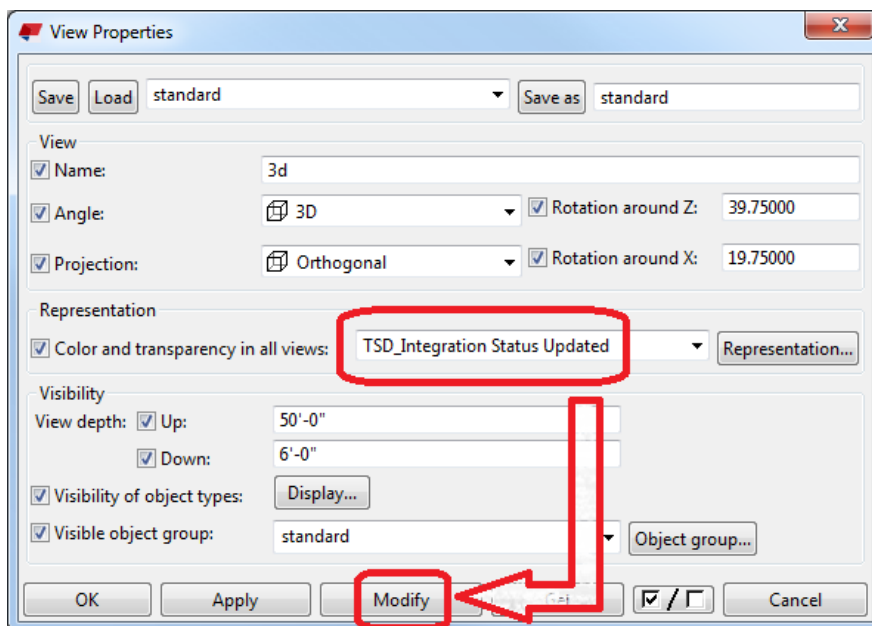 View Properties
Save Load standard Save as standard
View
Name: 3d
Angle: 3D Rotation around Z: 39.75000
Projection: Orthogonal Rotation around X: 19.75000
Representation
Color and transparency in all views: TSD_Integration Status Updated Representation...
Visibility
View depth: Up: 50'-0"
Down: 6'-0"
Visibility of object types: Display...
Visible object group: standard Object group...
OK Apply Modify / Cancel